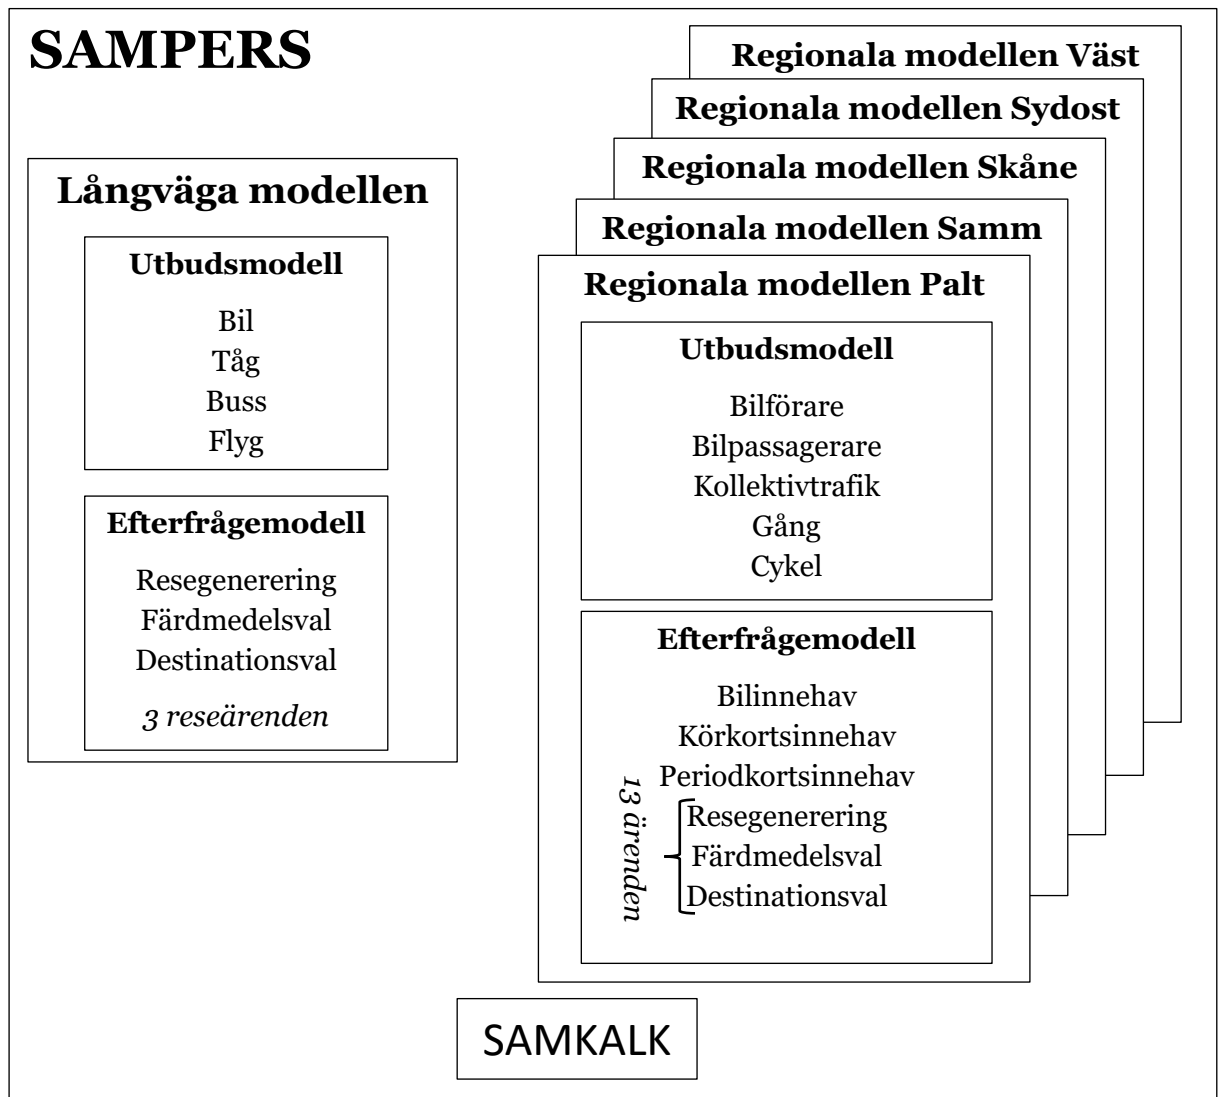 SAMPERS
Långväga modellen
Utbudsmodell
Bil
Tåg
Buss
Flyg
Efterfrågemodell
Resegenerering
Färdmedelsval
Destinationsval
3 reseärenden
Regionala modellen Väst
Regionala modellen Sydost
Regionala modellen Skåne
Regionala modellen Samm
Regionala modellen Palt
Utbudsmodell
Bilförare
Bilpassagerare
Kollektivtrafik
Gång
Cykel
Efterfrågemodell
Bilinnehav
Körkortsinnehav
Periodkortsinnehav
13 ärenden
Resegenerering
Färdmedelsval
Destinationsval
SAMKALK